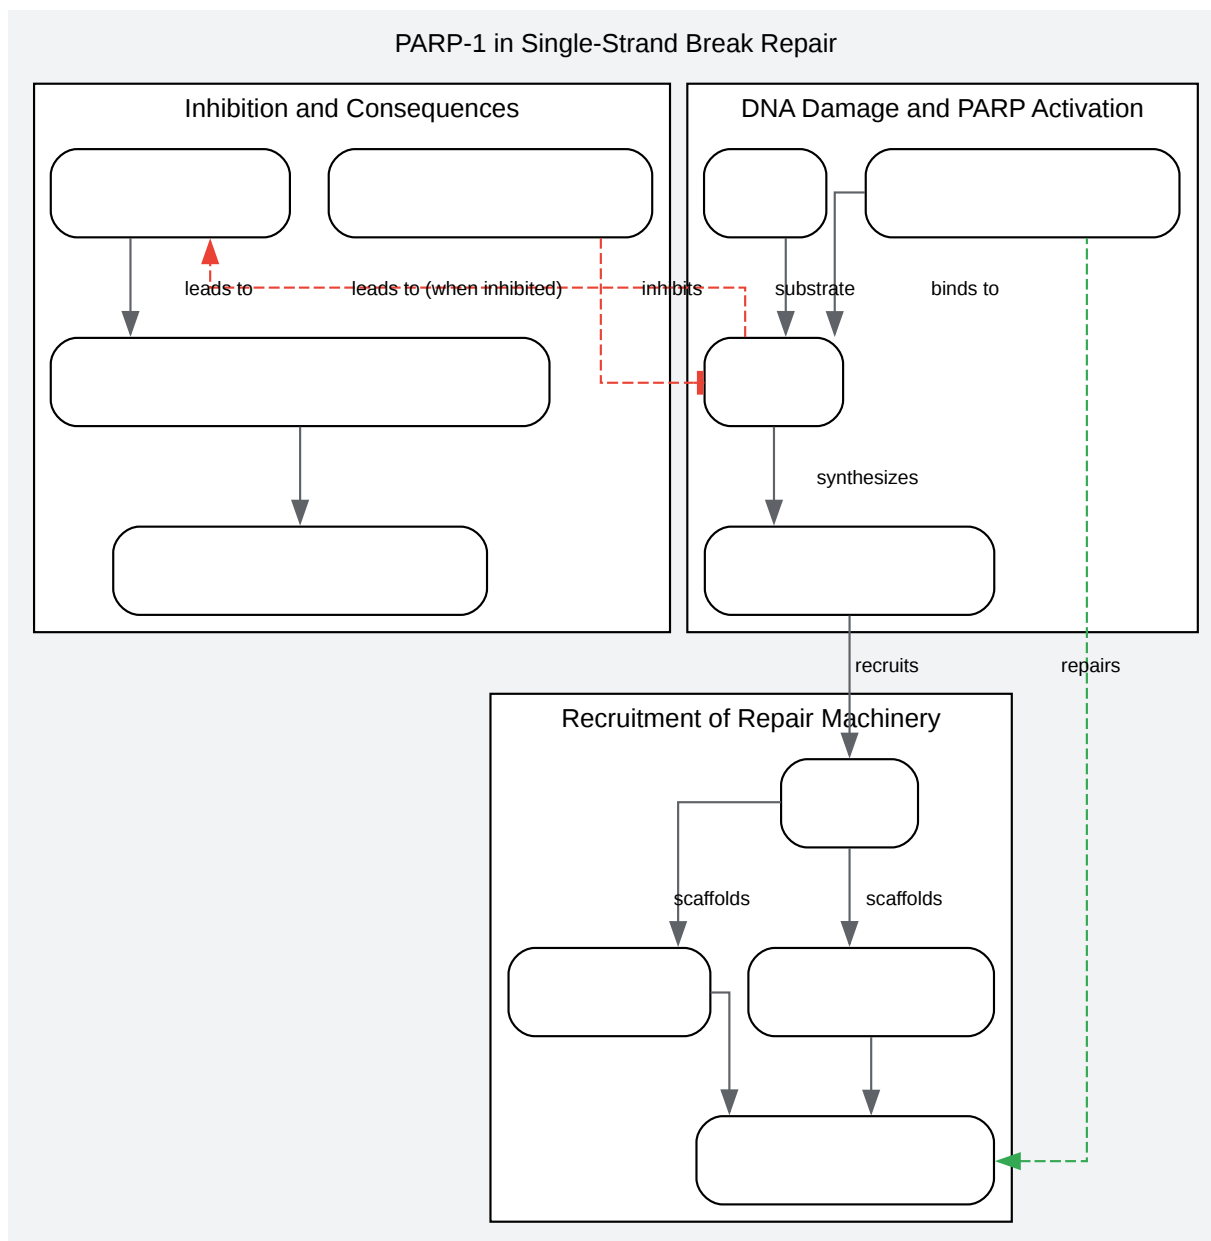 PARP-1 in Single-Strand Break Repair
Inhibition and Consequences
DNA Damage and PARP Activation
leads to
leads to (when inhibited)
inhibits
substrate
binds to
synthesizes
recruits
repairs
Recruitment of Repair Machinery
scaffolds
scaffolds